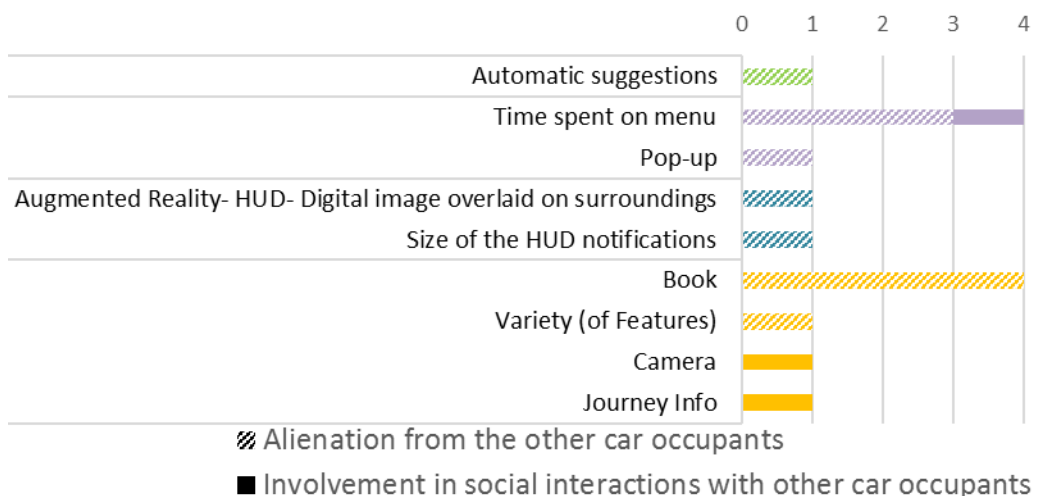 0 1 2 3 4
Automatic suggestions
Time spent on menu
Pop-up
Augmented Reality- HUD- Digital image overlaid on surroundings
Size of the HUD notifications
Book
Variety (of Features)
Camera
Journey Info
Alienation from the other car occupants
Involvement in social interactions with other car occupants